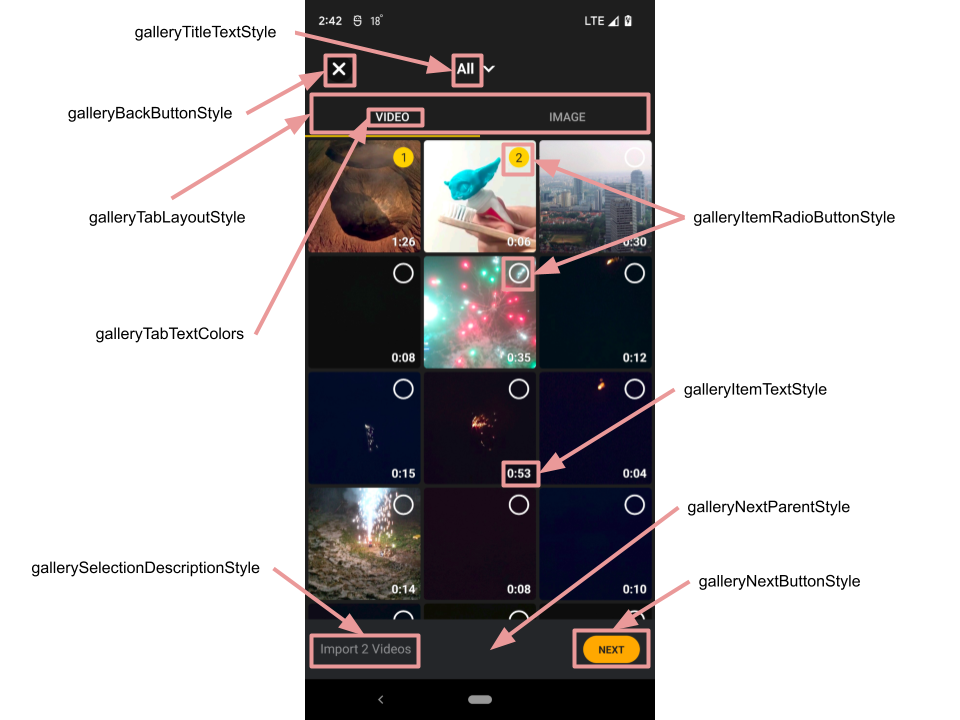 2:42 18° LTE
galleryTitleTextStyle
All
galleryBackButtonStyle
VIDEO IMAGE
1 2
galleryTabLayoutStyle
galleryItemRadioButtonStyle
1:26 0:06 0:30
galleryTabTextColors
0:08 0:35 0:12
galleryItemTextStyle
0:15 0:53 0:04
galleryNextParentStyle
gallerySelectionDescriptionStyle
galleryNextButtonStyle
0:14 0:08 0:10
Import 2 Videos NEXT